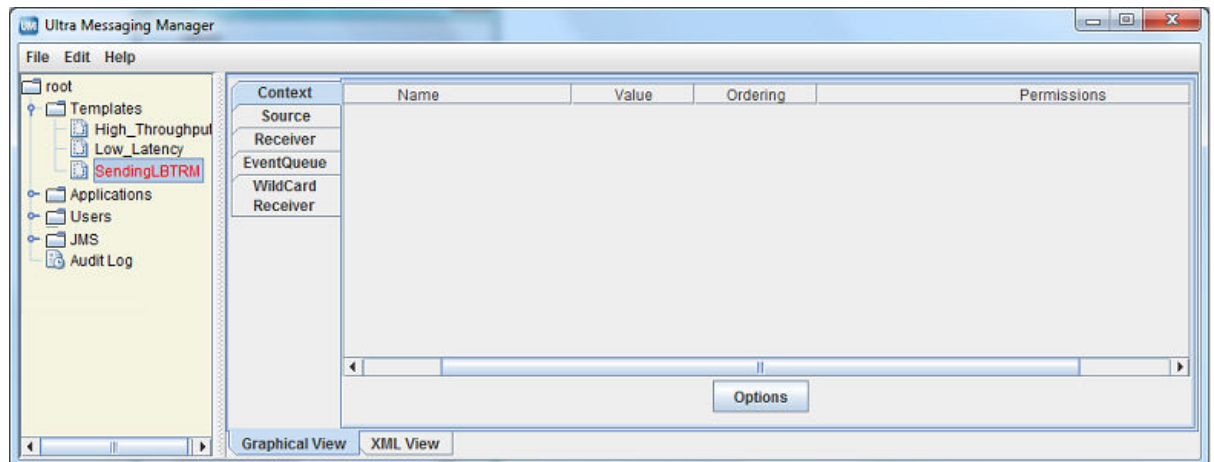 UM Ultra Messaging Manager
File Edit Help
root
Templates
High_Throughput
Low_Latency
SendingLBTRM
Applications
Users
JMS
Audit Log
Context
Source
Receiver
EventQueue
WildCard
Receiver
Name Value Ordering Permissions
Options
Graphical View XML View